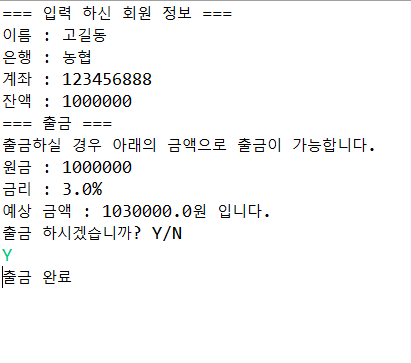 === 입력 하신 회원 정보 ===
이름 : 고길동
은행 : 농협
계좌 : 123456888
잔액 : 1000000
=== 출금 ===
출금하실 경우 아래의 금액으로 출금이 가능합니다.
원금 : 1000000
금리 : 3.0%
예상 금액 : 1030000.0원 입니다.
출금 하시겠습니까? Y/N
Y
출금 완료